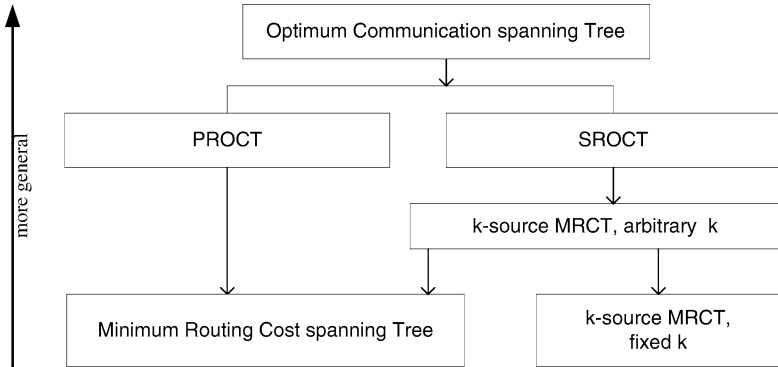 Optimum Communication spanning Tree
PROCT
SROCT
k-source MRCT, arbitrary k
Minimum Routing Cost spanning Tree
k-source MRCT,
fixed k
more general